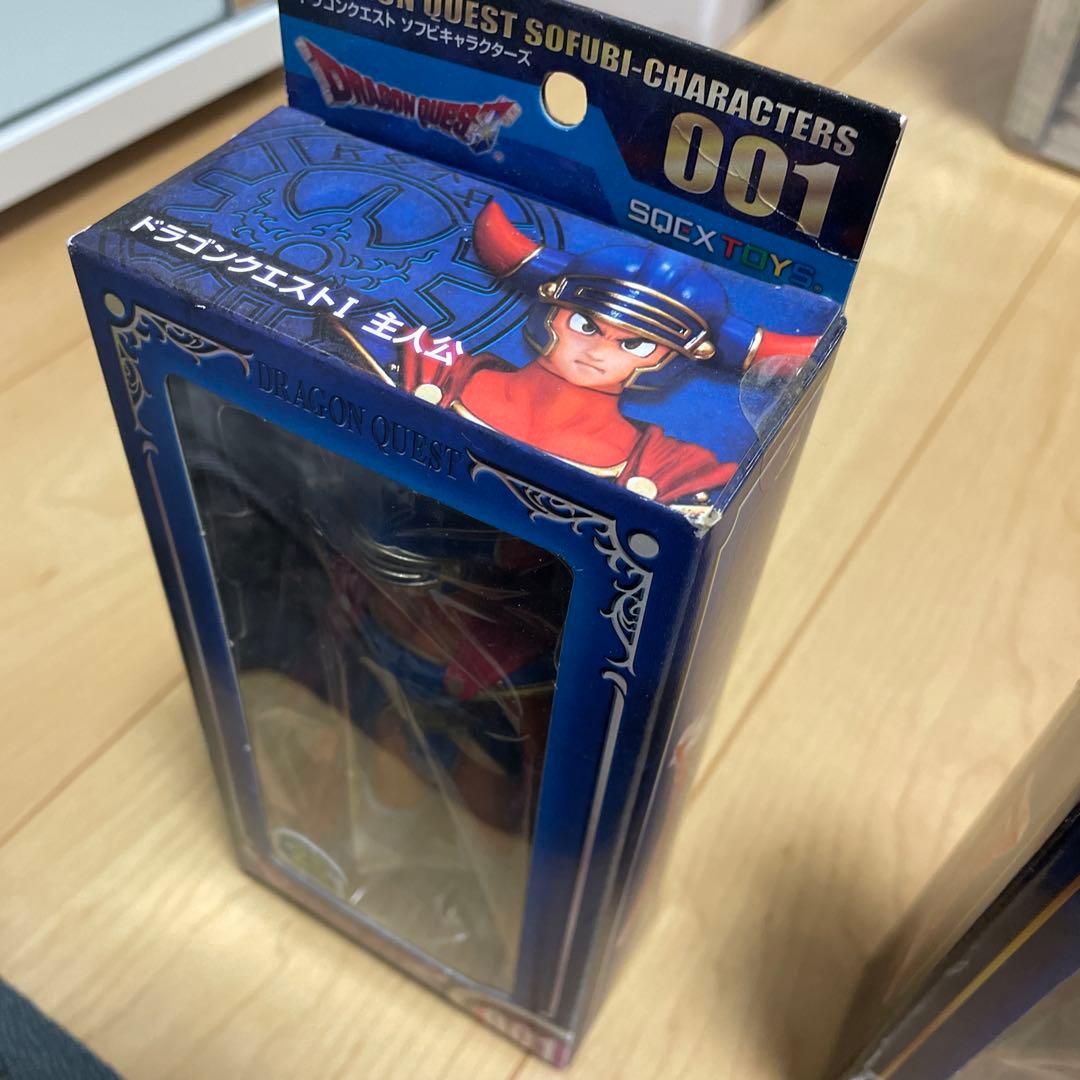 ON QUEST SOFUBI-CHARACTERS
ドラゴンクエスト ソフビキャラクターズ
DRAGON QUEST
001
SQEX TOYS
ドラゴンクエストI 主人公
DRAGON QUEST
001